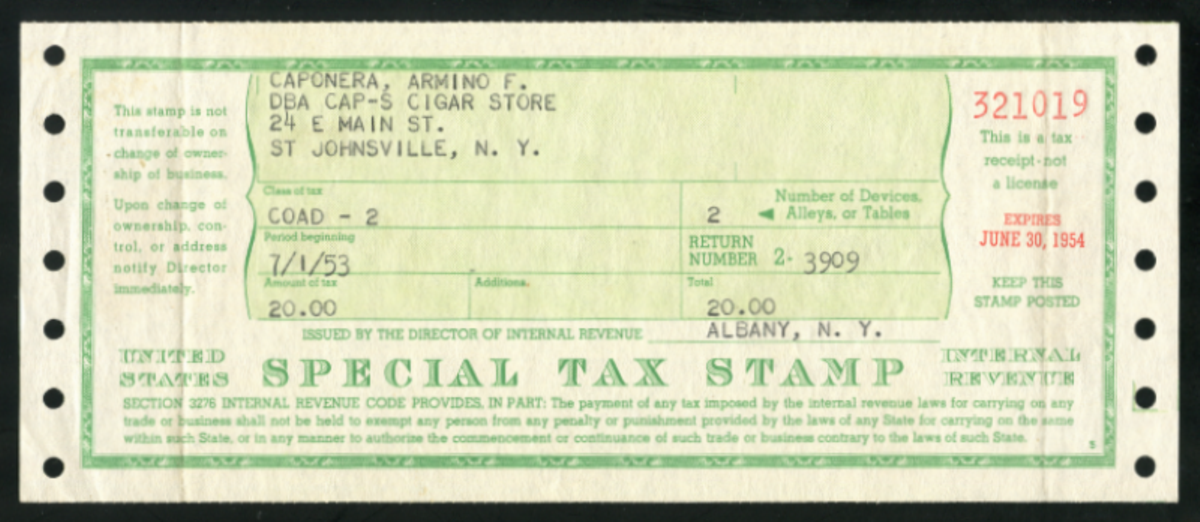 CAPONERA, ARMINO F.
DBA CAP-S CIGAR STORE
24 E MAIN ST.
ST JOHNSVILLE, N. Y.
This stamp is not
transferable on
change of owner-
ship of business.
Upon change of
ownership, con-
trol, or address
notify Director
immediately.
Class of tax
COAD - 2
2 ◄ Number of Devices,
Alleys, or Tables
Period beginning
7/1/53
RETURN
NUMBER 2- 3909
Amount of tax
20.00
Additions.
Total
20.00
321019
This is a tax
receipt-not
a license
EXPIRES
JUNE 30, 1954
KEEP THIS
STAMP POSTED
ISSUED BY THE DIRECTOR OF INTERNAL REVENUE ALBANY, N. Y.
UNITED
STATES
SPECIAL TAX STAMP
INTERNAL
REVENUE
SECTION 3276 INTERNAL REVENUE CODE PROVIDES, IN PART: The payment of any tax imposed by the internal revenue laws for carrying on any
trade or business shall not be held to exempt any person from any penalty or punishment provided by the laws of any State for carrying on the same
within such State, or in any manner to authorize the commencement or continuance of such trade or business contrary to the laws of such State.
5